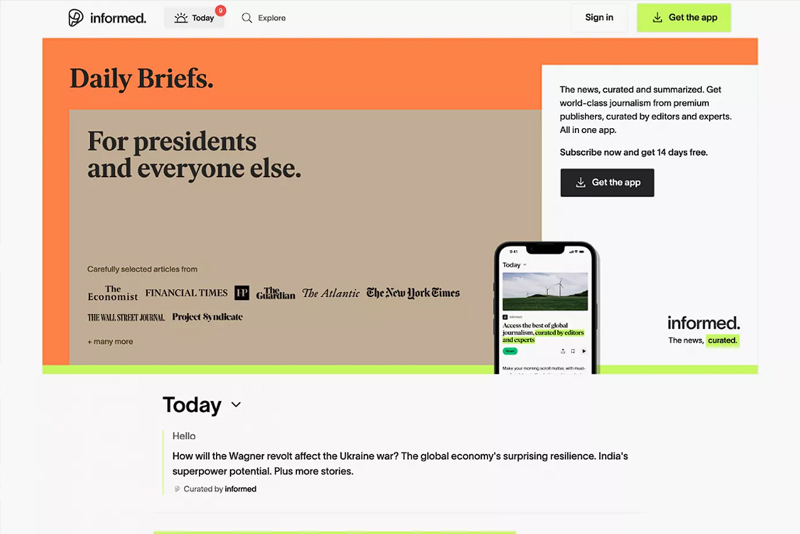 informed.
Today
9
Explore
Sign in
Get the app
Daily Briefs.
For presidents
and everyone else.
The news, curated and summarized. Get
world-class journalism from premium
publishers, curated by editors and experts.
All in one app.
Subscribe now and get 14 days free.
Get the app
Carefully selected articles from
The
Economist
FINANCIAL TIMES
FP
The
Guardian
The Atlantic
The New York Times
THE WALL STREET JOURNAL
Project Syndicate
+ many more
9:41
Today
Access the best of global
journalism, curated by editors
and experts
Make your morning scroll matter, with must-
informed.
The news, curated.
Today
Hello
How will the Wagner revolt affect the Ukraine war? The global economy's surprising resilience. India's
superpower potential. Plus more stories.
Curated by informed